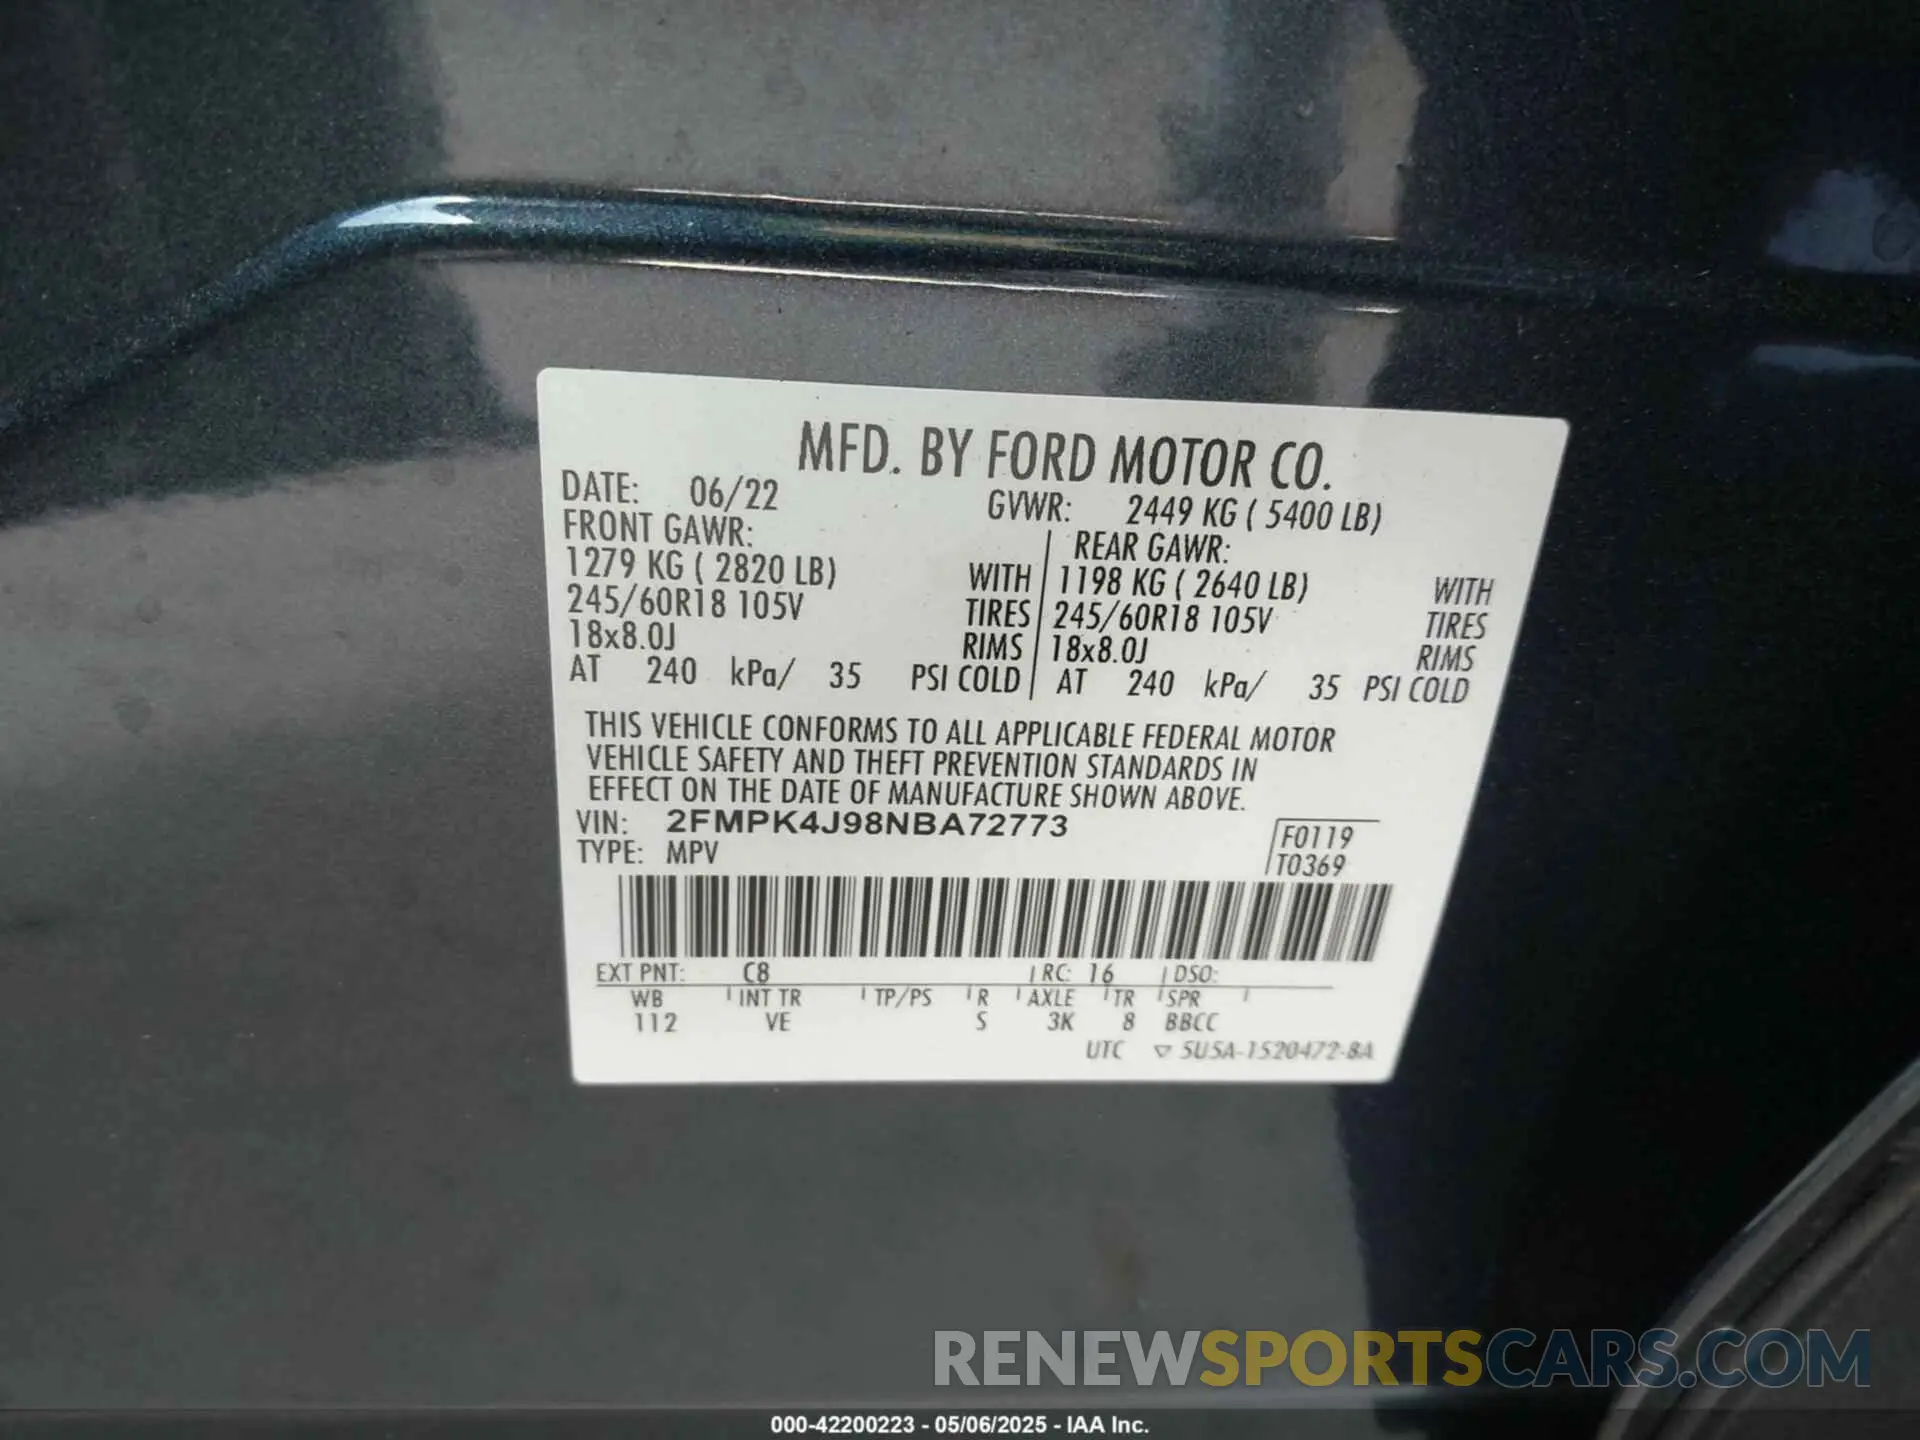 MFD. BY FORD MOTOR CO.
DATE: 06/22 GVWR: 2449 KG ( 5400 LB)
FRONT GAWR: REAR GAWR:
1279 KG ( 2820 LB) WITH 1198 KG ( 2640 LB) WITH
245/60R18 105V TIRES 245/60R18 105V TIRES
18x8.0J RIMS 18x8.0J RIMS
AT 240 kPa/ 35 PSI COLD AT 240 kPa/ 35 PSI COLD
THIS VEHICLE CONFORMS TO ALL APPLICABLE FEDERAL MOTOR
VEHICLE SAFETY AND THEFT PREVENTION STANDARDS IN
EFFECT ON THE DATE OF MANUFACTURE SHOWN ABOVE.
VIN: 2FMPK4J98NBA72773
TYPE: MPV
F0119
T0369
EXT PNT: C8 RC: 16 DSO:
WB INT TR TP/PS R AXLE TR SPR
112 VE S 3K 8 BBCC
UTC ▽ 5U5A-1520472-BA
RENEWSPORTSCARS.COM
000-42200223 - 05/06/2025 - IAA Inc.